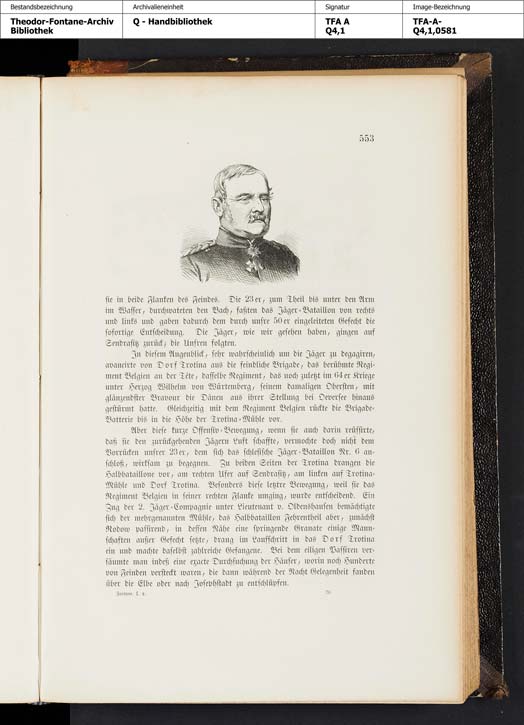 Bestandsbezeichnung
Archivalieneinheit
Signatur
Image-Bezeichnung
Theodor-Fontane-Archiv
Bibliothek
Q - Handbibliothek
TFA A
Q4,1
TFA-A-
Q4,1,0581
553
sie in beide Flanken des Feindes. Die 23er, zum Theil bis unter den Arm
im Wasser, durchwateten den Bach, faßten das Jäger-Bataillon von rechts
und links und gaben dadurch dem durch unsre 50er eingeleiteten Gefecht die
sofortige Entscheidung. Die Jäger, wie wir gesehen haben, gingen auf
Sendrasitz zurück, die Unsren folgten.
In diesem Augenblick, sehr wahrscheinlich um die Jäger zu degagiren,
avancirte von Dorf Trotina aus die feindliche Brigade, das berühmte Regi-
ment Belgien an der Tête, dasselbe Regiment, das noch zuletzt im 64er Kriege
unter Herzog Wilhelm von Würtemberg, seinem damaligen Obersten, mit
glänzendster Bravour die Dänen aus ihrer Stellung bei Oeversee hinaus
gestürmt hatte. Gleichzeitig mit dem Regiment Belgien rückte die Brigade-
Batterie bis in die Höhe der Trotina-Mühle vor.
Aber diese kurze Offensiv-Bewegung, wenn sie auch darin reüssirte,
daß sie den zurückgehenden Jägern Luft schaffte, vermochte doch nicht dem
Vorrücken unsrer 23er, dem sich das schlesische Jäger-Bataillon Nr. 6 an-
schloß, wirksam zu begegnen. Zu beiden Seiten der Trotina drangen die
Halbbataillone vor, am rechten Ufer auf Sendrasitz, am linken auf Trotina-
Mühle und Dorf Trotina. Besonders diese letztre Bewegung, weil sie das
Regiment Belgien in seiner rechten Flanke umging, wurde entscheidend. Ein
Zug der 2. Jäger-Compagnie unter Lieutenant v. Oldenshausen bemächtigte
sich der mehrgenannten Mühle, das Halbbataillon Fehrentheil aber, zunächst
Rodow passirend, in dessen Nähe eine springende Granate einige Mann-
schaften außer Gefecht setzte, drang im Laufschritt in das Dorf Trotina
ein und machte daselbst zahlreiche Gefangene. Bei dem eiligen Passiren ver-
säumte man indeß eine exacte Durchsuchung der Häuser, worin noch Hunderte
von Feinden versteckt waren, die dann während der Nacht Gelegenheit fanden
über die Elbe oder nach Josephstadt zu entschlüpfen.
Fontane. I. 2.
70